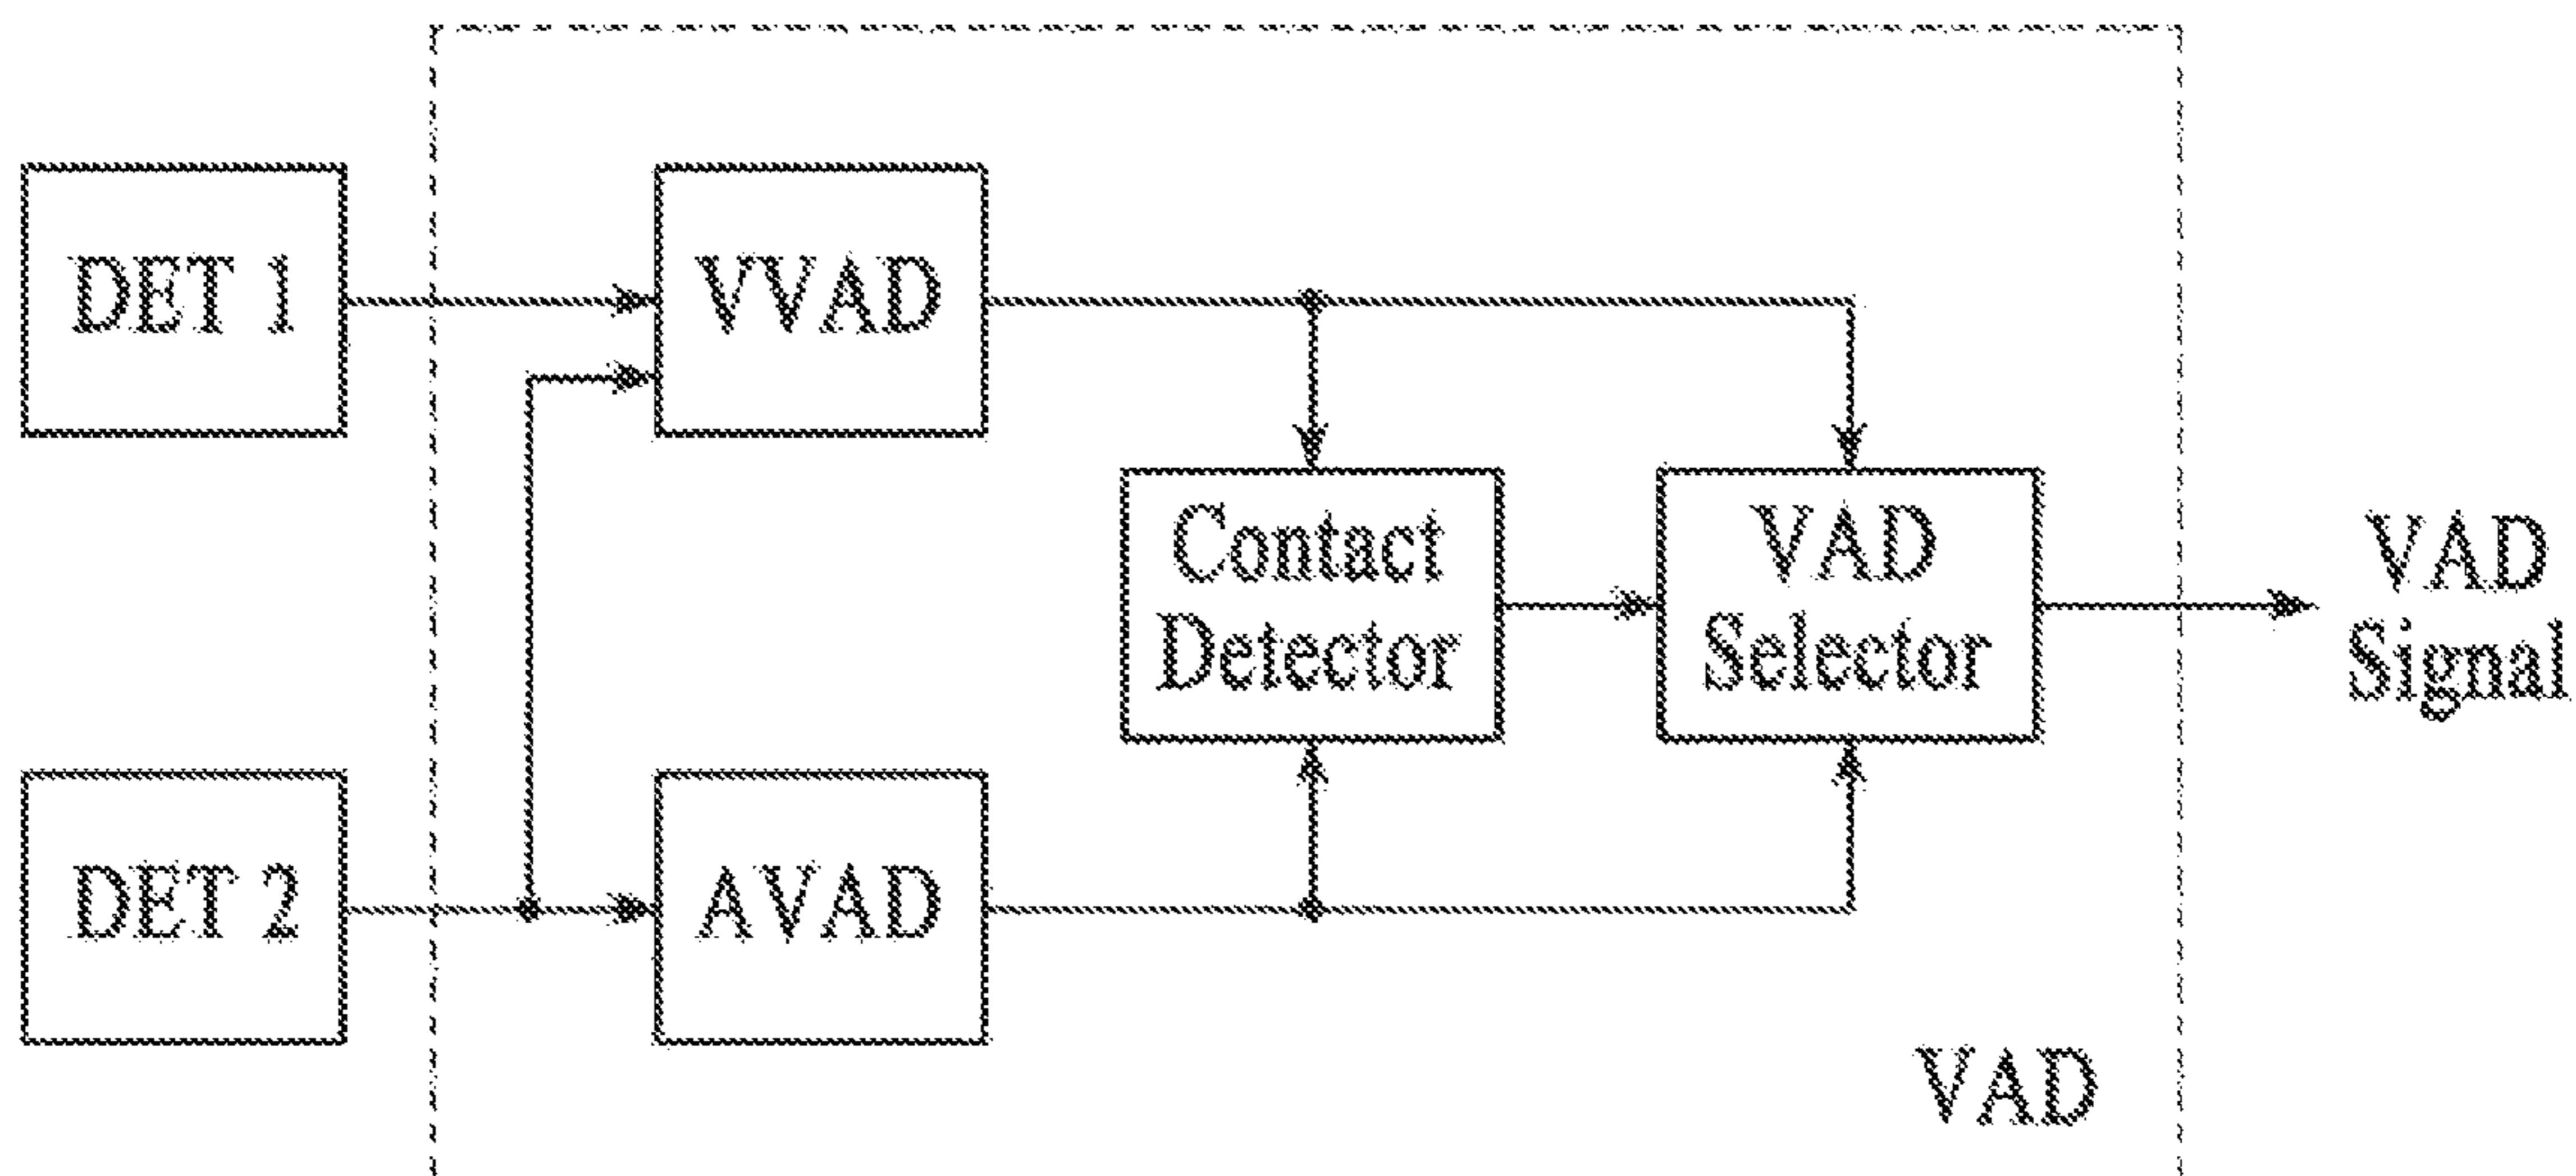 DET 1
VVAD
Contact
Detector
VAD
Selector
VAD
Signal
DET 2
AVAD
VAD